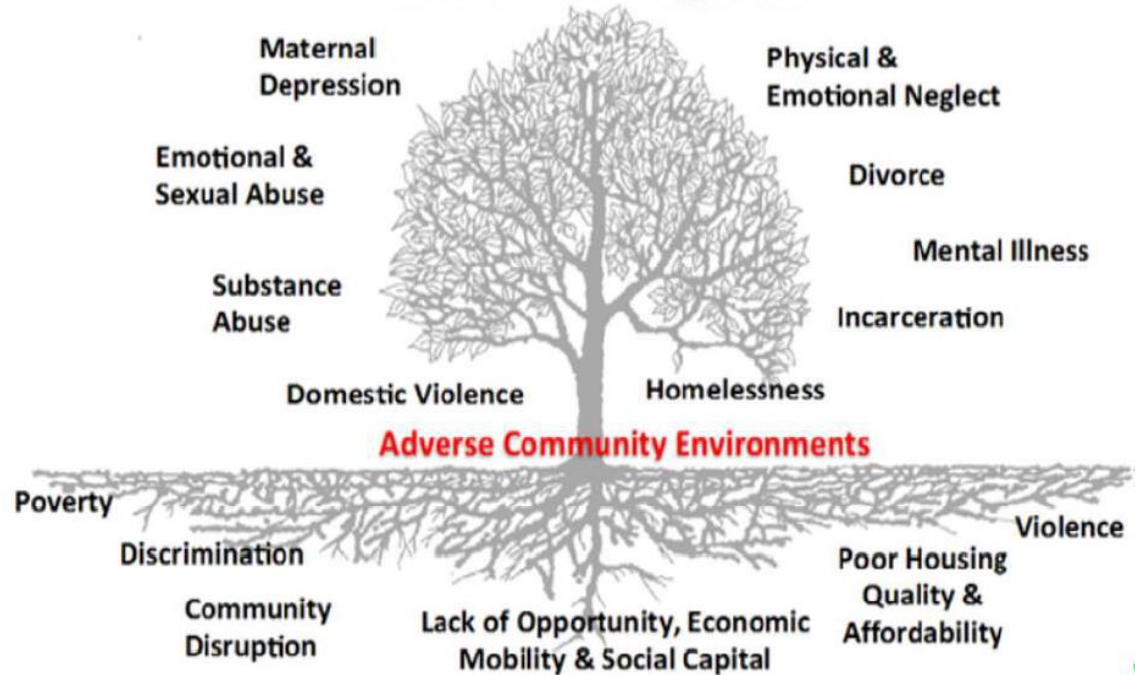 Maternal
Depression
Physical &
Emotional Neglect
Emotional &
Sexual Abuse
Divorce
Mental Illness
Substance
Abuse
Incarceration
Domestic Violence
Homelessness
Adverse Community Environments
Poverty
Violence
Discrimination
Poor Housing
Quality &
Affordability
Community
Disruption
Lack of Opportunity, Economic
Mobility & Social Capital